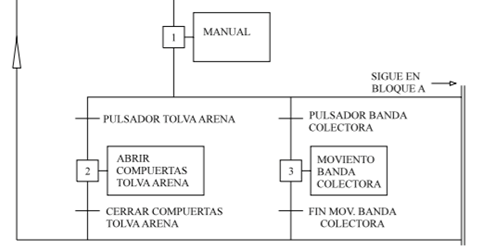 1
MANUAL
SIGUE EN
BLOQUE A
PULSADOR TOLVA ARENA
PULSADOR BANDA
COLECTORA
2
ABRIR
COMPUERTAS
TOLVA ARENA
3
MOVIENTO
BANDA
COLECTORA
CERRAR COMPUERTAS
TOLVA ARENA
FIN MOV. BANDA
COLECTORA